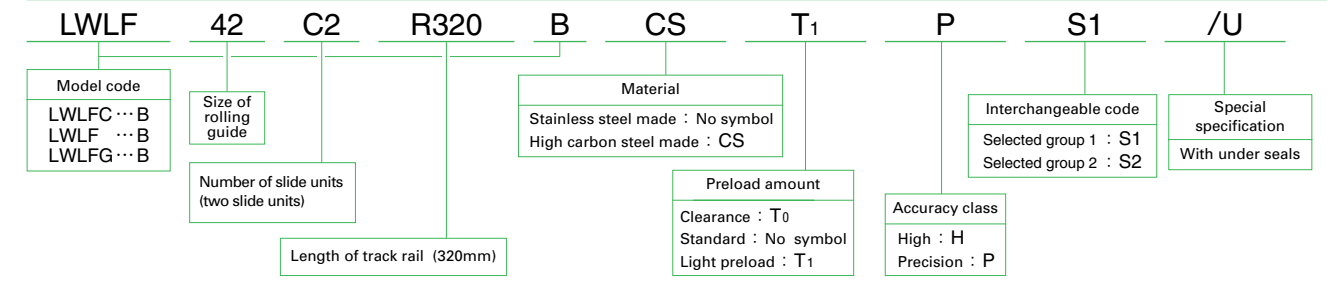 LWLF 42 C2 R320 B CS T1 P S1 /U
Model code
LWLFC…B
LWLF …B
LWLFG…B
Size of
rolling
guide
Number of slide units
(two slide units)
Length of track rail (320mm)
Material
Stainless steel made : No symbol
High carbon steel made : CS
Preload amount
Clearance : T0
Standard : No symbol
Light preload : T1
Accuracy class
High : H
Precision : P
Interchangeable code
Selected group 1 : S1
Selected group 2 : S2
Special
specification
With under seals